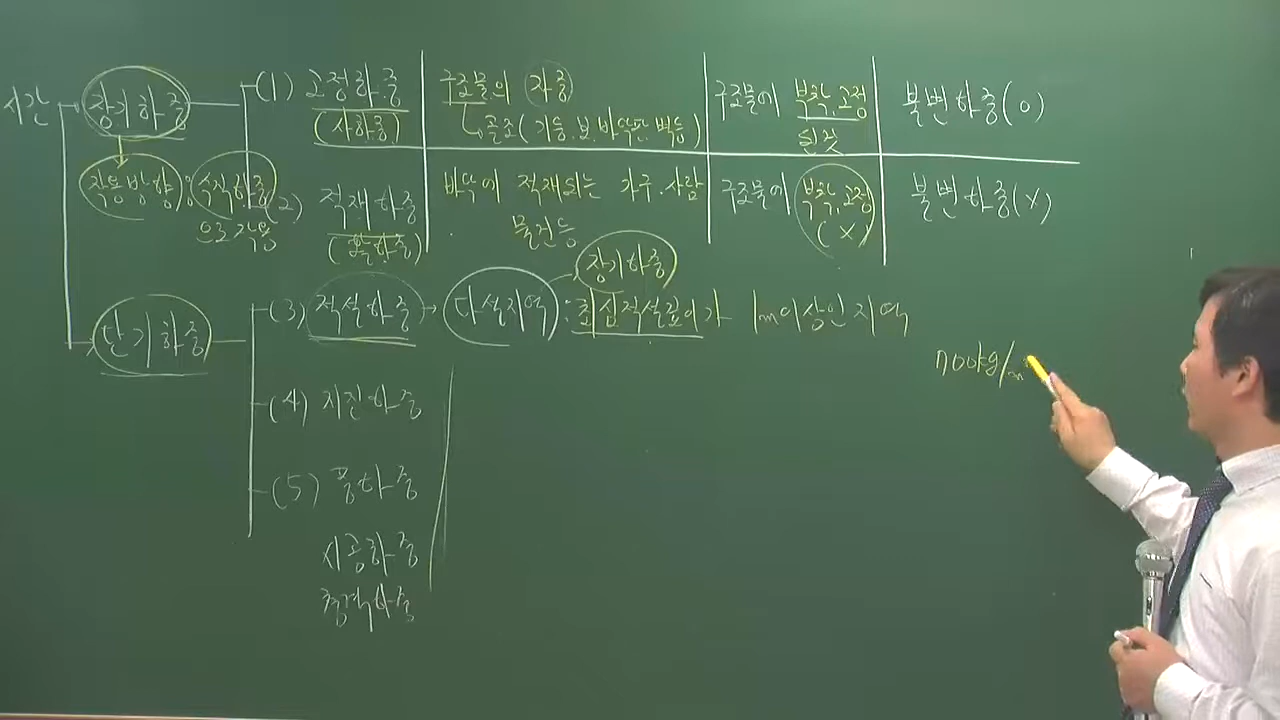 시간
장기하중
(1) 고정하중
(사하중)
구조물의 자중
골조(기둥.보.바닥판 벽등)
구조물에 부착,고정
된것
불변하중(O)
작용방향: 수직하중
으로 작용
(2) 적재하중
(활하중)
바닥에 적재되는 가구.사람
물건등
구조물에 부착,고정
(X)
불변하중(X)
단기하중
(3) 적설하중 → 다설지역 : 최심적설깊이가 1m이상인 지역
장기하중
(4) 지진하중
(5) 풍하중
시공하중
충격하중